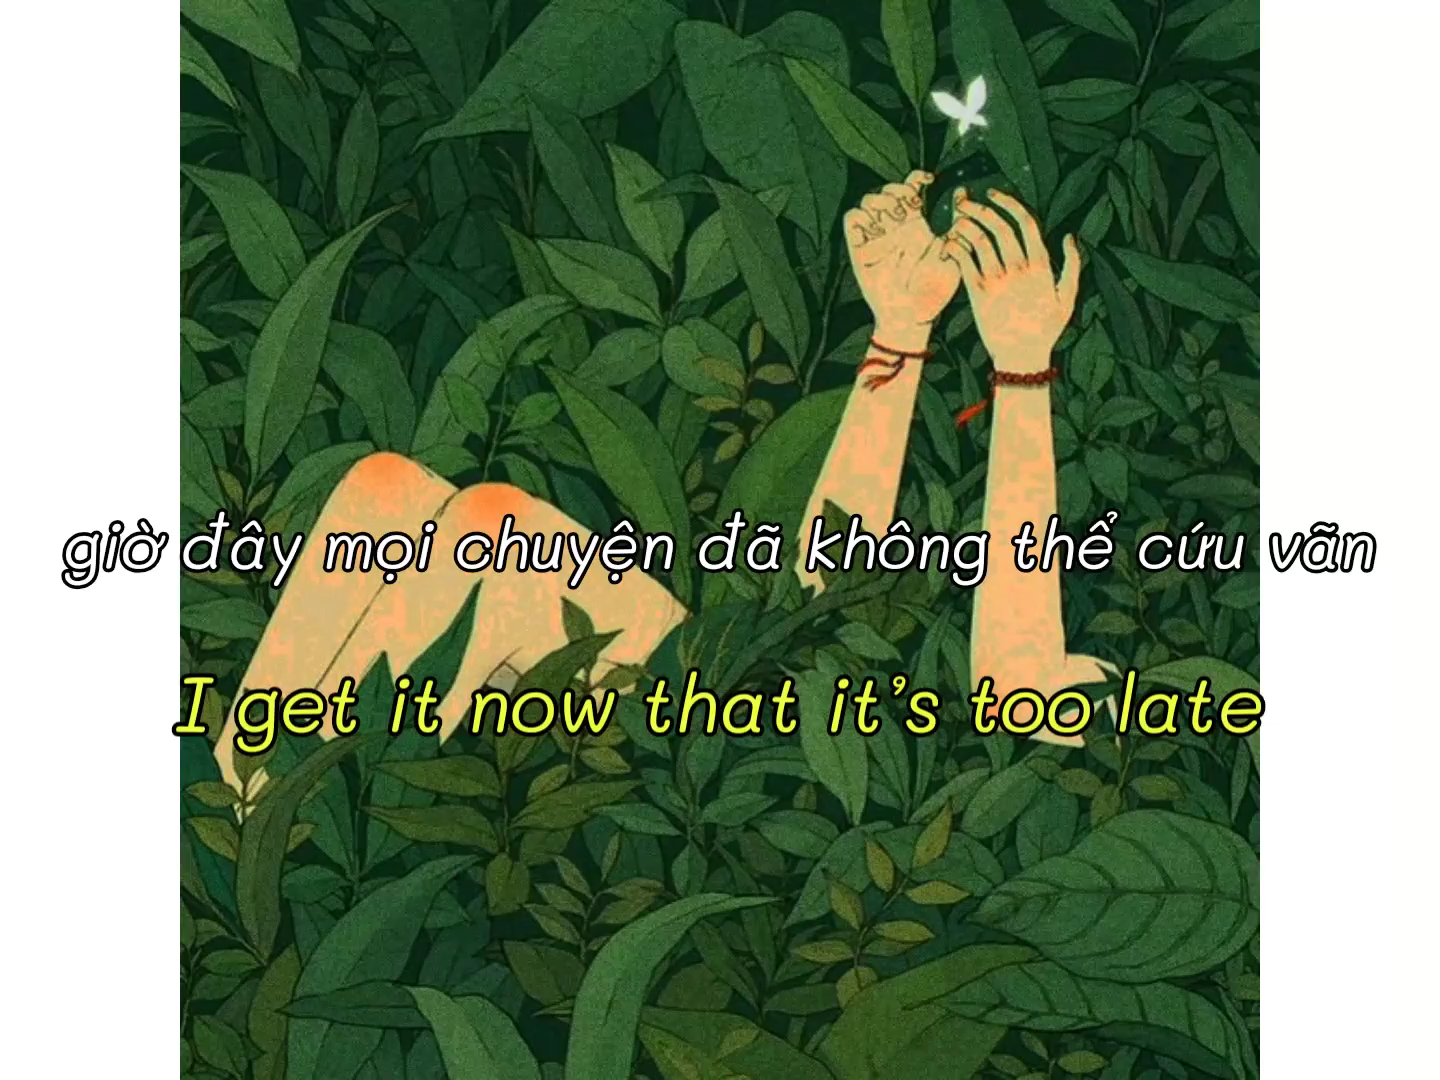 giờ đây mọi chuyện đã không thể cứu vãn
I get it now that it's too late